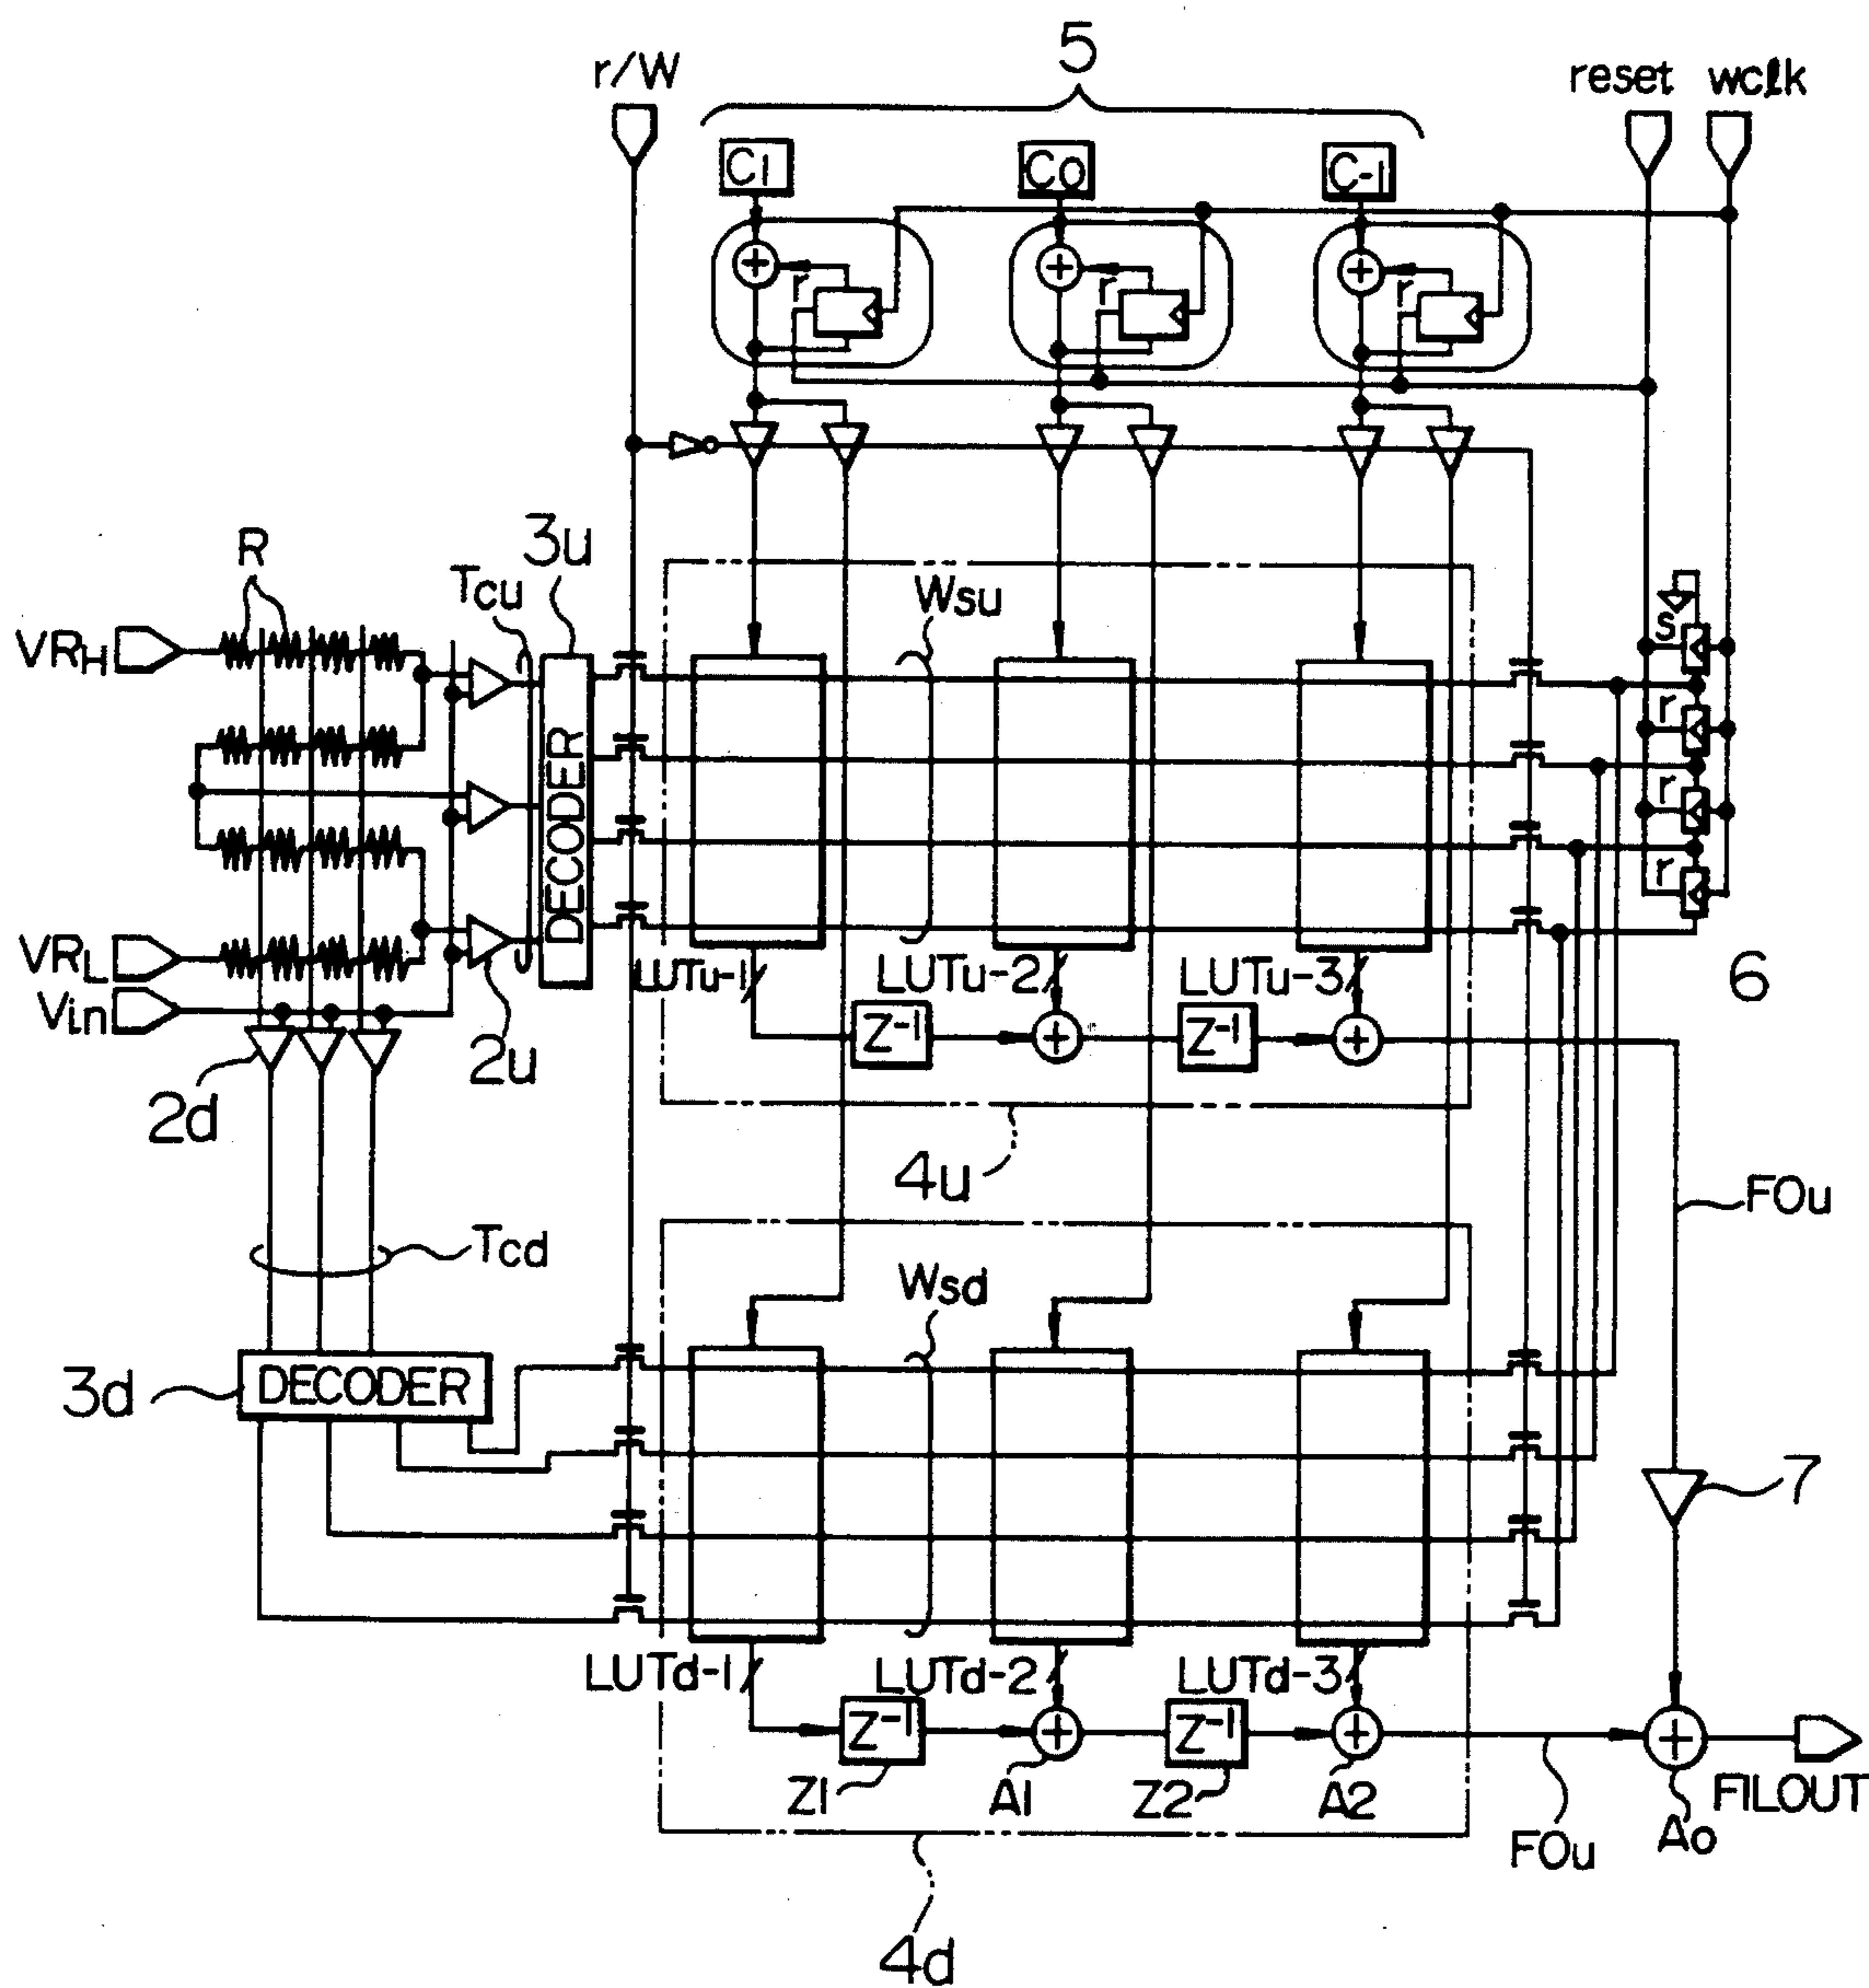 5
r/W
reset wclk
C1 C0 C-1
+ + +
r r r
3u
R
Tcu
Wsu
VRH
s
r
r
r
DECODER
VRL
Vin
LUTu-1 LUTu-2 LUTu-3
6
Z-1 + Z-1 +
2u
2d
4u
FOu
Tcd
Wsd
3d DECODER
7
LUTd-1 LUTd-2 LUTd-3
Z-1 + Z-1 + +
Z1 A1 Z2 A2 FOu Ao FILOUT
4d